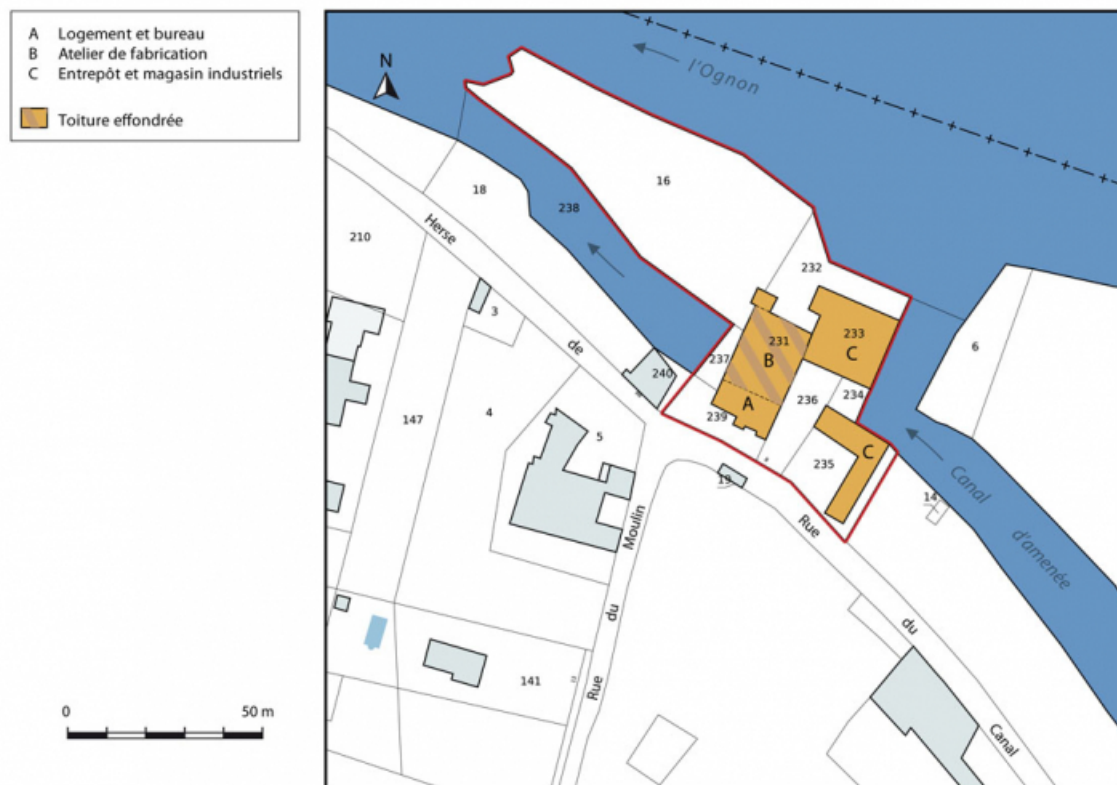 A Logement et bureau
B Atelier de fabrication
C Entrepôt et magasin industriels
Toiture effondrée
N
l'Ognon
16
18
238
210
Herse
232
3
de
231
233
6
B
C
237
240
236
234
147
4
A
239
5
C
235
19
14
Canal
Rue
Moulin
d'amenée
du
du
141
Rue
Canal
0 50 m